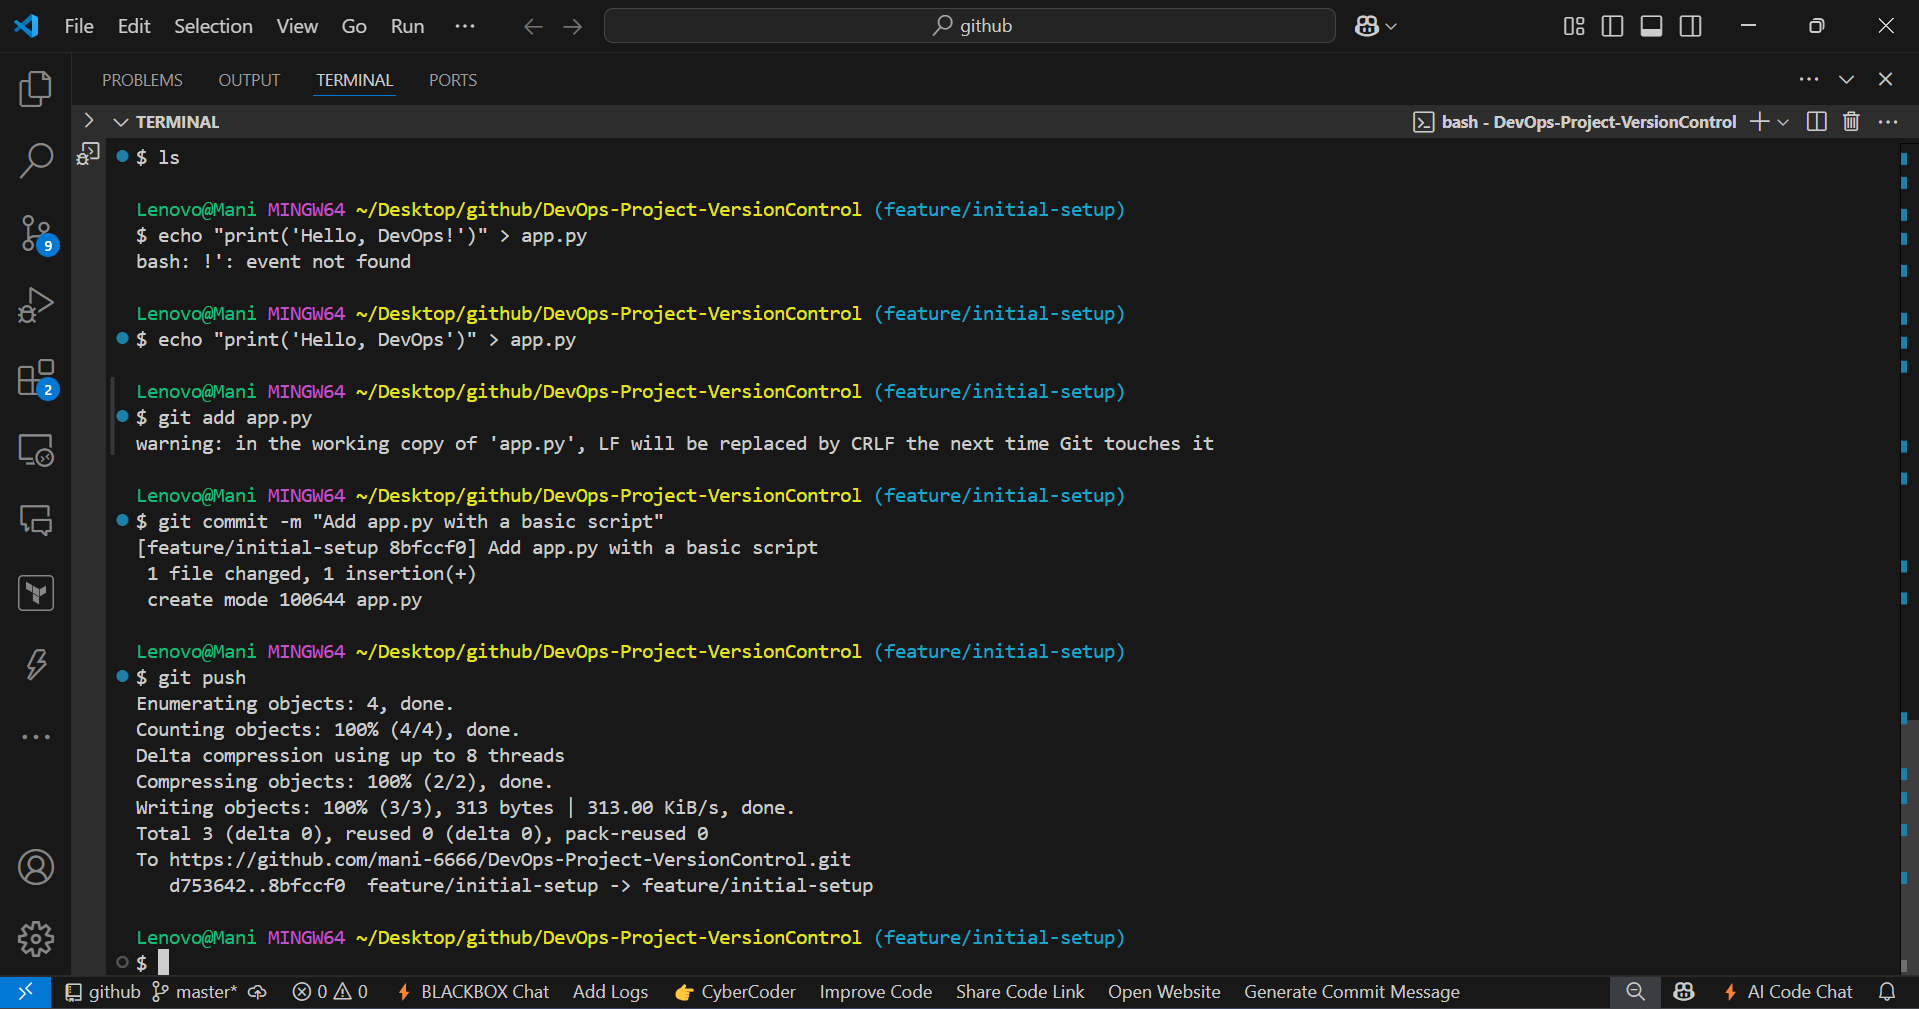 File Edit Selection View Go Run ··· github
PROBLEMS OUTPUT TERMINAL PORTS
TERMINAL bash - DevOps-Project-VersionControl
$ ls
Lenovo@Mani MINGW64 ~/Desktop/github/DevOps-Project-VersionControl (feature/initial-setup)
$ echo "print('Hello, DevOps!')" > app.py
bash: !': event not found
Lenovo@Mani MINGW64 ~/Desktop/github/DevOps-Project-VersionControl (feature/initial-setup)
$ echo "print('Hello, DevOps')" > app.py
Lenovo@Mani MINGW64 ~/Desktop/github/DevOps-Project-VersionControl (feature/initial-setup)
$ git add app.py
warning: in the working copy of 'app.py', LF will be replaced by CRLF the next time Git touches it
Lenovo@Mani MINGW64 ~/Desktop/github/DevOps-Project-VersionControl (feature/initial-setup)
$ git commit -m "Add app.py with a basic script"
[feature/initial-setup 8bfccf0] Add app.py with a basic script
1 file changed, 1 insertion(+)
create mode 100644 app.py
Lenovo@Mani MINGW64 ~/Desktop/github/DevOps-Project-VersionControl (feature/initial-setup)
$ git push
Enumerating objects: 4, done.
Counting objects: 100% (4/4), done.
Delta compression using up to 8 threads
Compressing objects: 100% (2/2), done.
Writing objects: 100% (3/3), 313 bytes | 313.00 KiB/s, done.
Total 3 (delta 0), reused 0 (delta 0), pack-reused 0
To https://github.com/mani-6666/DevOps-Project-VersionControl.git
d753642..8bfccf0 feature/initial-setup -> feature/initial-setup
Lenovo@Mani MINGW64 ~/Desktop/github/DevOps-Project-VersionControl (feature/initial-setup)
$
9
2
github master* 0 0 BLACKBOX Chat Add Logs CyberCoder Improve Code Share Code Link Open Website Generate Commit Message AI Code Chat